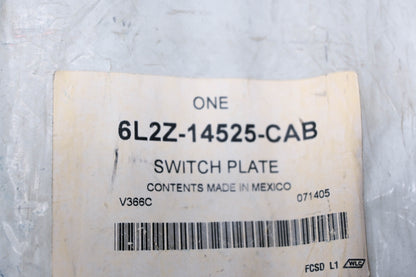 ONE
6L2Z-14525-CAB
SWITCH PLATE
CONTENTS MADE IN MEXICO
V366C 071405
FCSD L1 WLC